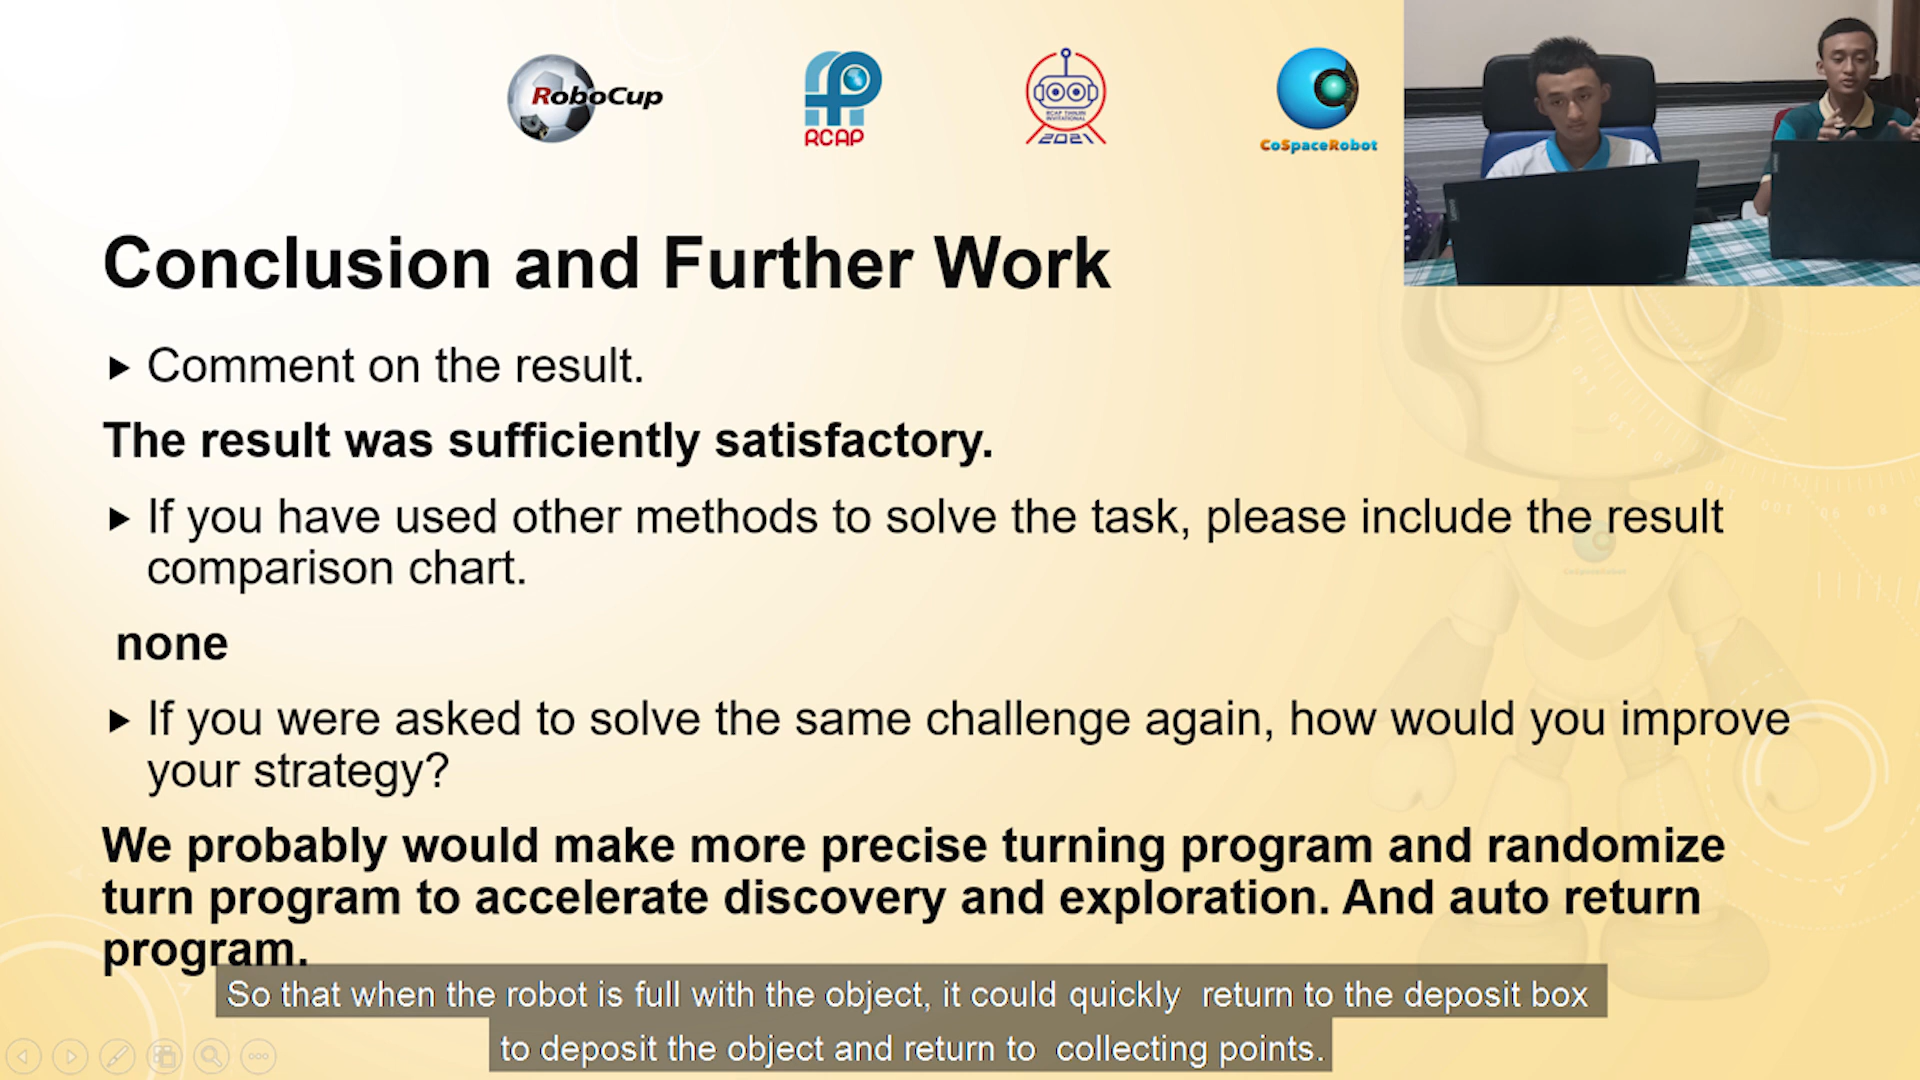 RoboCup
RCAP
RCAP TIANJIN
INVITATIONAL
2021
CoSpaceRobot
Conclusion and Further Work
Comment on the result.
The result was sufficiently satisfactory.
If you have used other methods to solve the task, please include the result
comparison chart.
none
If you were asked to solve the same challenge again, how would you improve
your strategy?
We probably would make more precise turning program and randomize
turn program to accelerate discovery and exploration. And auto return
program.
So that when the robot is full with the object, it could quickly return to the deposit box
to deposit the object and return to collecting points.